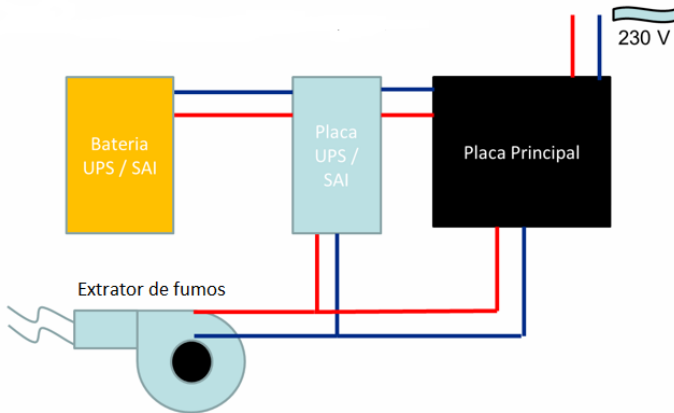 230 V
Bateria
UPS / SAI
Placa
UPS /
SAI
Placa Principal
Extrator de fumos